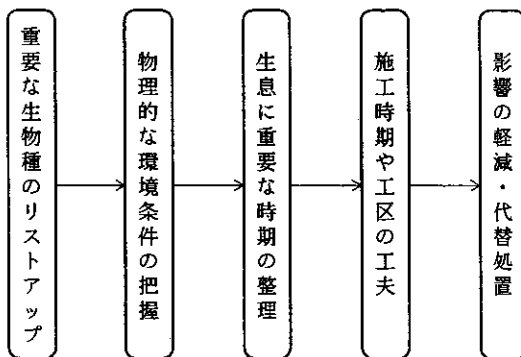 重要な生物種のリストアップ
物理的な環境条件の把握
生息に重要な時期の整理
施工時期や工区の工夫
影響の軽減・代替処置